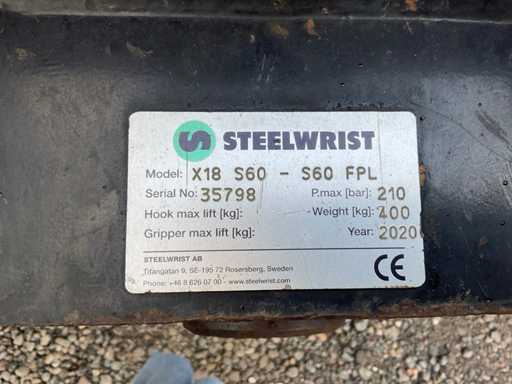 STEELWRIST
Model: X18 S60 - S60 FPL
Serial No: 35798 P.max [bar]: 210
Hook max lift [kg]: Weight [kg]: 400
Gripper max lift [kg]: Year: 2020
STEELWRIST AB
Tifangatan 9, SE-195 72 Rosersberg, Sweden
Phone: +46 8 626 07 00 - www.steelwrist.com
CE